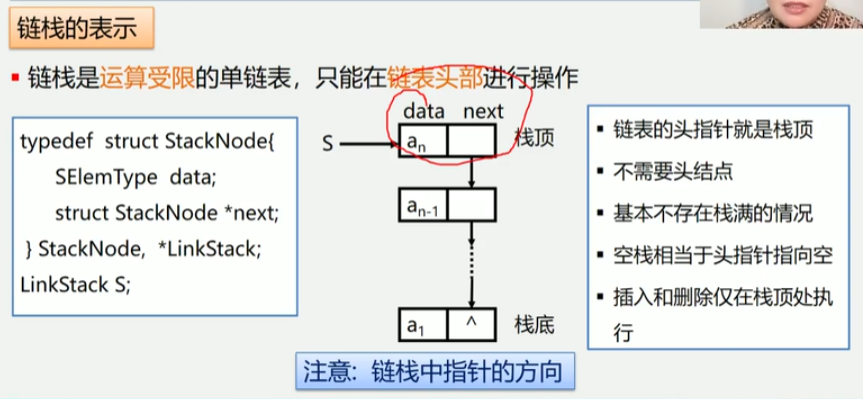 链栈的表示
▪ 链栈是运算受限的单链表，只能在链表头部进行操作
typedef struct StackNode{
SElemType data;
struct StackNode *next;
} StackNode, *LinkStack;
LinkStack S;
data next
S
an
栈顶
an-1
a1
^
栈底
▪ 链表的头指针就是栈顶
▪ 不需要头结点
▪ 基本不存在栈满的情况
▪ 空栈相当于头指针指向空
▪ 插入和删除仅在栈顶处执
行
注意: 链栈中指针的方向